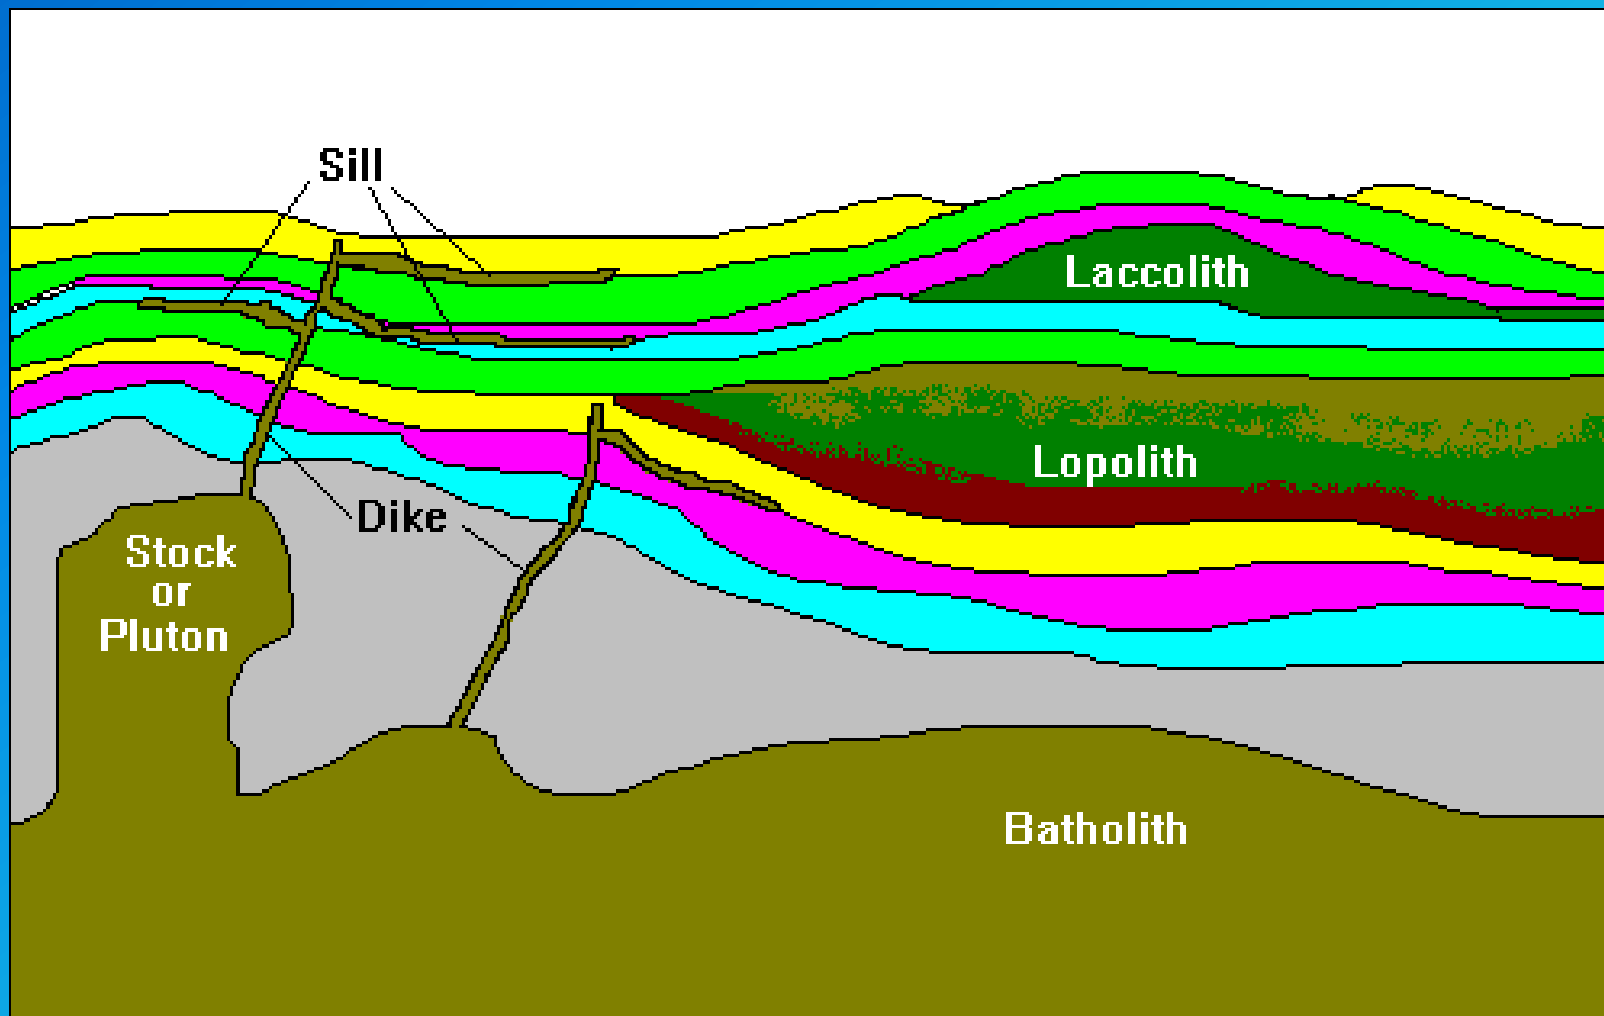 Sill
Laccolith
Lopolith
Dike
Stock
or
Pluton
Batholith